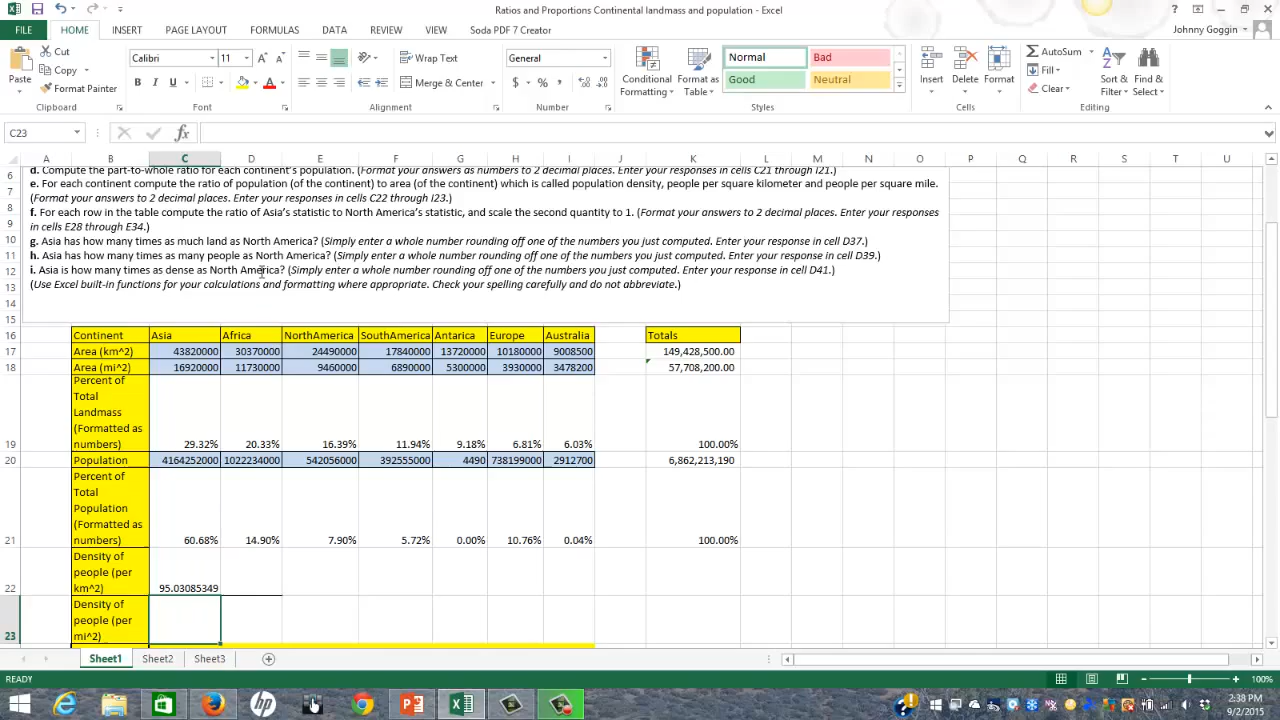 Ratios and Proportions Continental landmass and population - Excel
FILE HOME INSERT PAGE LAYOUT FORMULAS DATA REVIEW VIEW Soda PDF 7 Creator Johnny Goggin
Paste Cut Copy Format Painter Clipboard
Calibri 11 B I U Font
Wrap Text Merge & Center Alignment
General $ % , Number
Conditional Formatting Format as Table Normal Bad Good Neutral Styles
Insert Delete Format Cells
AutoSum Fill Clear Sort & Filter Find & Select Editing
C23 fx
A B C D E F G H I J K L M N O P Q R S T U
6 d. Compute the part-to-whole ratio for each continent's population. (Format your answers as numbers to 2 decimal places. Enter your responses in cells C21 through I21.)
7 e. For each continent compute the ratio of population (of the continent) to area (of the continent) which is called population density, people per square kilometer and people per square mile.
(Format your answers to 2 decimal places. Enter your responses in cells C22 through I23.)
8 f. For each row in the table compute the ratio of Asia's statistic to North America's statistic, and scale the second quantity to 1. (Format your answers to 2 decimal places. Enter your responses
9 in cells E28 through E34.)
10 g. Asia has how many times as much land as North America? (Simply enter a whole number rounding off one of the numbers you just computed. Enter your response in cell D37.)
11 h. Asia has how many times as many people as North America? (Simply enter a whole number rounding off one of the numbers you just computed. Enter your response in cell D39.)
12 i. Asia is how many times as dense as North America? (Simply enter a whole number rounding off one of the numbers you just computed. Enter your response in cell D41.)
13 (Use Excel built-in functions for your calculations and formatting where appropriate. Check your spelling carefully and do not abbreviate.)
14
15
16 Continent Asia Africa NorthAmerica SouthAmerica Antarica Europe Australia Totals
17 Area (km^2) 43820000 30370000 24490000 17840000 13720000 10180000 9008500 149,428,500.00
18 Area (mi^2) 16920000 11730000 9460000 6890000 5300000 3930000 3478200 57,708,200.00
Percent of
Total
Landmass
(Formatted as
19 numbers) 29.32% 20.33% 16.39% 11.94% 9.18% 6.81% 6.03% 100.00%
20 Population 4164252000 1022234000 542056000 392555000 4490 738199000 2912700 6,862,213,190
Percent of
Total
Population
(Formatted as
21 numbers) 60.68% 14.90% 7.90% 5.72% 0.00% 10.76% 0.04% 100.00%
Density of
people (per
22 km^2) 95.03085349
Density of
people (per
23 mi^2)
Sheet1 Sheet2 Sheet3
READY 100%
2:38 PM
9/2/2015